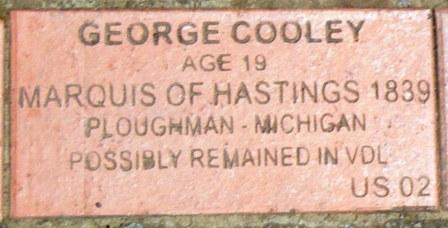 GEORGE COOLEY
AGE 19
MARQUIS OF HASTINGS 1839
PLOUGHMAN - MICHIGAN
POSSIBLY REMAINED IN VDL
US 02